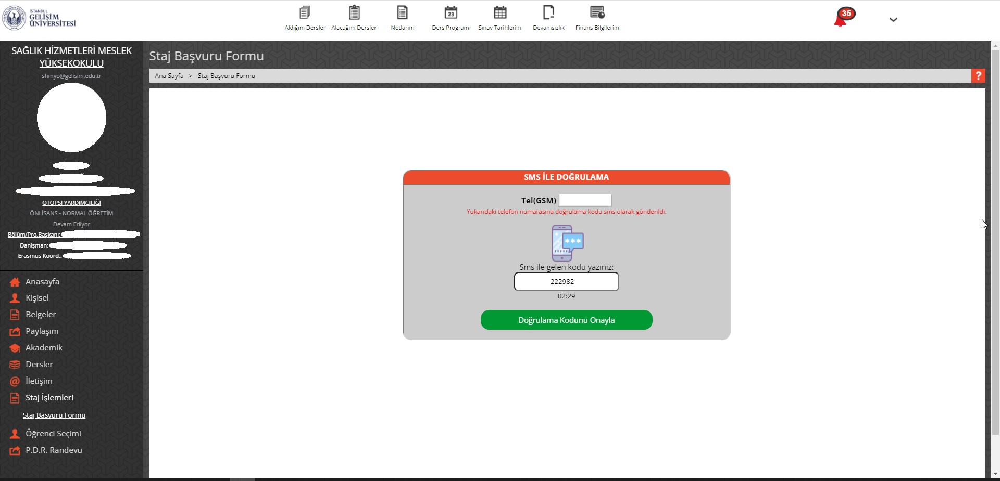 İSTANBUL
GELİŞİM
ÜNİVERSİTESİ
Aldığım Dersler
Alacağım Dersler
Notlarım
23
Ders Programı
Sınav Tarihlerim
Devamsızlık
Finans Bilgilerim
35
SAĞLIK HİZMETLERİ MESLEK
YÜKSEKOKULU
shmyo@gelisim.edu.tr
OTOPSİ YARDIMCILIĞI
ÖNLİSANS - NORMAL ÖĞRETİM
Devam Ediyor
Bölüm/Pro.Başkanı:
Danışman:
Erasmus Koord.:
Anasayfa
Kişisel
Belgeler
Paylaşım
Akademik
Dersler
İletişim
Staj İşlemleri
Staj Basvuru Formu
Öğrenci Seçimi
P.D.R. Randevu
Staj Başvuru Formu
Ana Sayfa > Staj Başvuru Formu
?
SMS İLE DOĞRULAMA
Tel(GSM)
Yukarıdaki telefon numarasına doğrulama kodu sms olarak gönderildi.
Sms ile gelen kodu yazınız:
222982
02:29
Doğrulama Kodunu Onayla